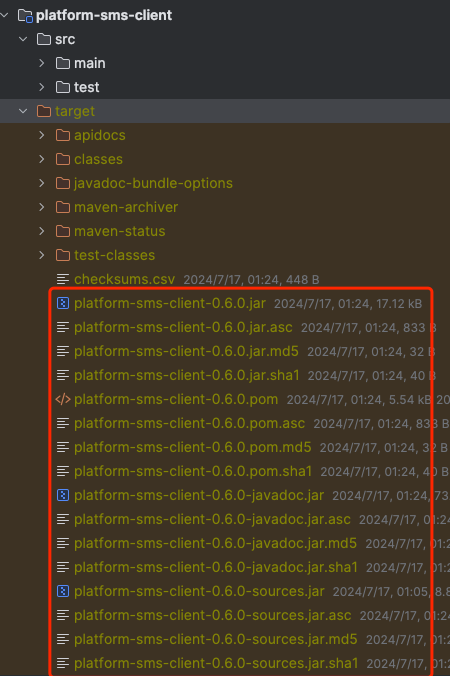 platform-sms-client
src
main
test
target
apidocs
classes
javadoc-bundle-options
maven-archiver
maven-status
test-classes
checksums.csv 2024/7/17, 01:24, 448 B
platform-sms-client-0.6.0.jar 2024/7/17, 01:24, 17.12 kB
platform-sms-client-0.6.0.jar.asc 2024/7/17, 01:24, 833 B
platform-sms-client-0.6.0.jar.md5 2024/7/17, 01:24, 32 B
platform-sms-client-0.6.0.jar.sha1 2024/7/17, 01:24, 40 B
platform-sms-client-0.6.0.pom 2024/7/17, 01:24, 5.54 kB 20
platform-sms-client-0.6.0.pom.asc 2024/7/17, 01:24, 833 B
platform-sms-client-0.6.0.pom.md5 2024/7/17, 01:24, 32 B
platform-sms-client-0.6.0.pom.sha1 2024/7/17, 01:24, 40 B
platform-sms-client-0.6.0-javadoc.jar 2024/7/17, 01:24, 73
platform-sms-client-0.6.0-javadoc.jar.asc 2024/7/17, 01:24
platform-sms-client-0.6.0-javadoc.jar.md5 2024/7/17, 01:24
platform-sms-client-0.6.0-javadoc.jar.sha1 2024/7/17, 01:24
platform-sms-client-0.6.0-sources.jar 2024/7/17, 01:05, 8.8
platform-sms-client-0.6.0-sources.jar.asc 2024/7/17, 01:24
platform-sms-client-0.6.0-sources.jar.md5 2024/7/17, 01:24
platform-sms-client-0.6.0-sources.jar.sha1 2024/7/17, 01:24